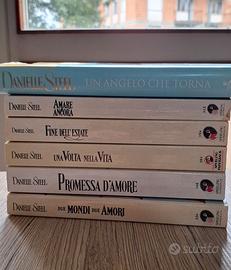 DANIELLE STEEL UN ANGELO CHE TORNA
DANIELLE STEEL AMARE ANCORA
DANIELLE STEEL FINE DELL'ESTATE
DANIELLE STEEL UNA VOLTA NELLA VITA
DANIELLE STEEL PROMESSA D'AMORE
DANIELLE STEEL DUE MONDI DUE AMORI
subito